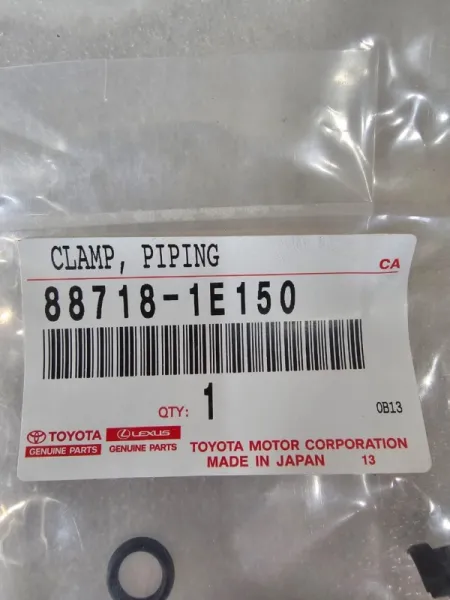 CLAMP, PIPING
CA
88718-1E150
QTY: 1
0B13
TOYOTA LEXUS
GENUINE PARTS GENUINE PARTS
TOYOTA MOTOR CORPORATION
MADE IN JAPAN 13